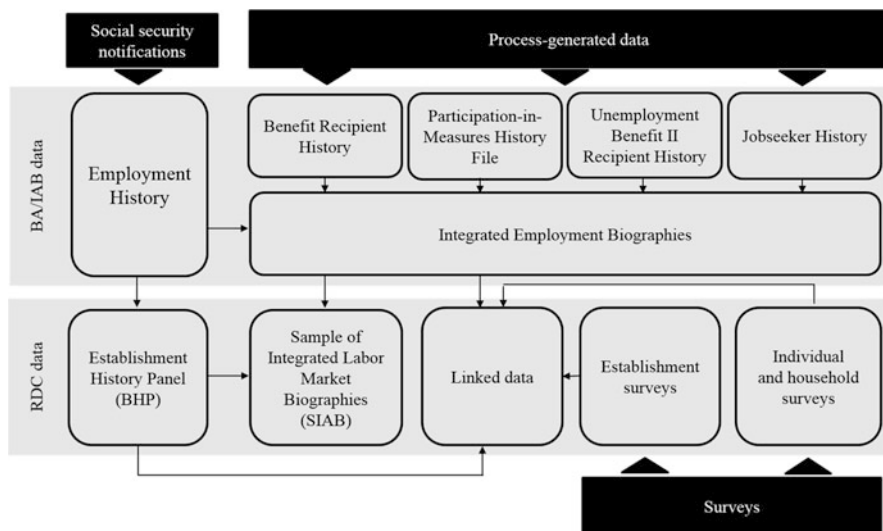 Social security
notifications
Process-generated data
BA/IAB data
Employment
History
Benefit Recipient
History
Participation-in-
Measures History
File
Unemployment
Benefit II
Recipient History
Jobseeker History
Integrated Employment Biographies
RDC data
Establishment
History Panel
(BHP)
Sample of
Integrated Labor
Market
Biographies
(SIAB)
Linked data
Establishment
surveys
Individual
and household
surveys
Surveys